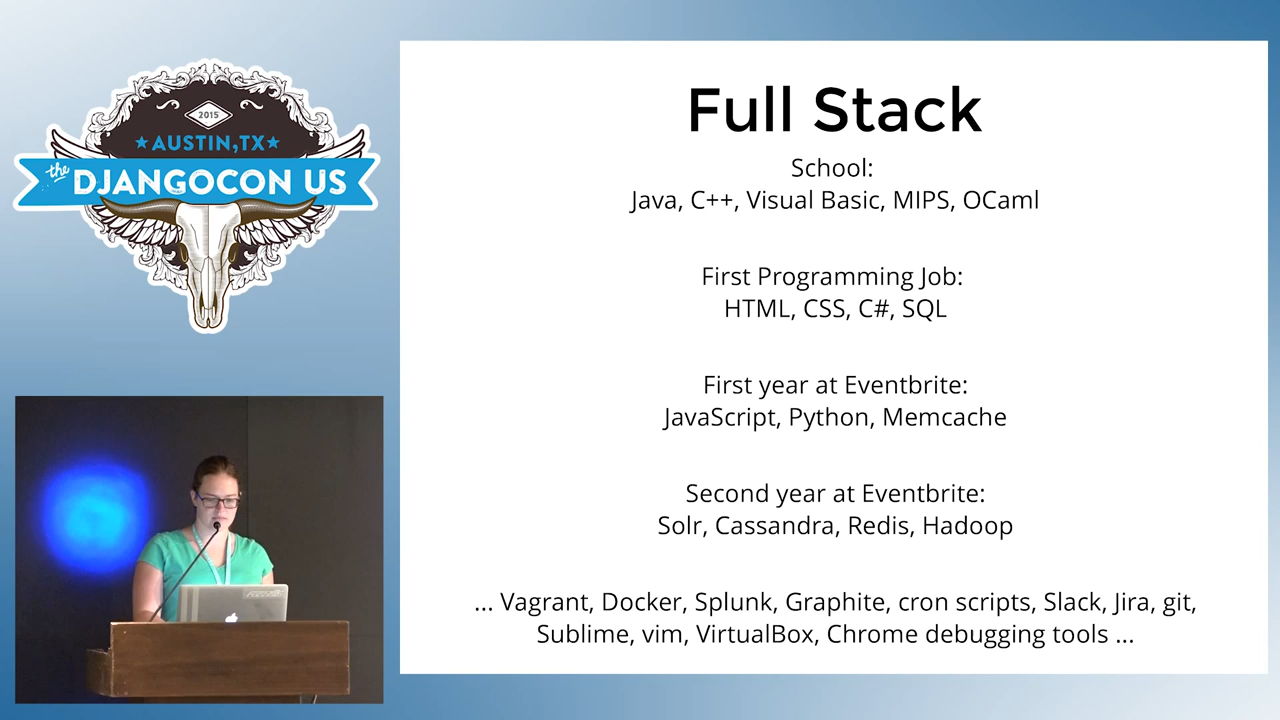 2015
AUSTIN, TX
the
DJANGOCON US
Full Stack
School:
Java, C++, Visual Basic, MIPS, OCaml
First Programming Job:
HTML, CSS, C#, SQL
First year at Eventbrite:
JavaScript, Python, Memcache
Second year at Eventbrite:
Solr, Cassandra, Redis, Hadoop
... Vagrant, Docker, Splunk, Graphite, cron scripts, Slack, Jira, git,
Sublime, vim, VirtualBox, Chrome debugging tools ...